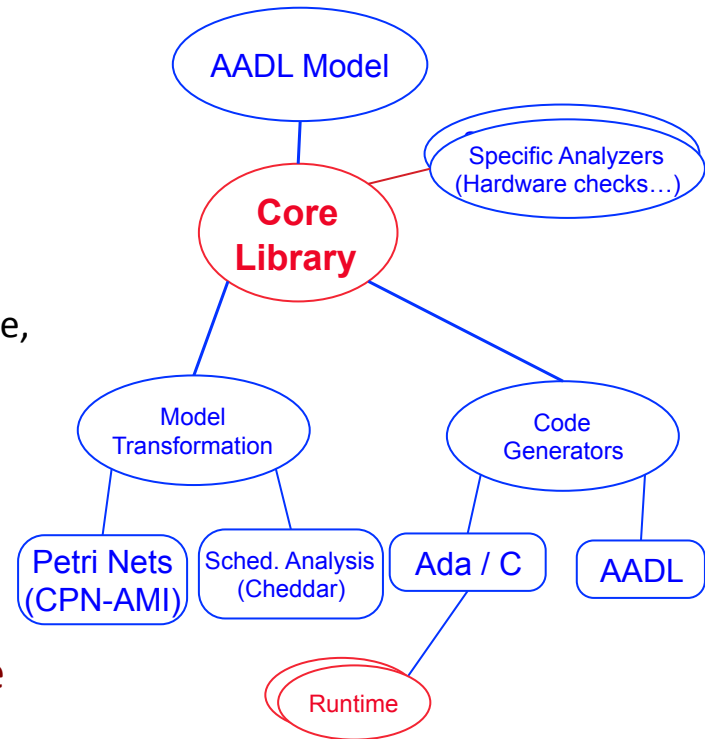 AADL Model
Specific Analyzers
(Hardware checks…)
Core
Library
e,
Model
Transformation
Code
Generators
Petri Nets
(CPN-AMI)
Sched. Analysis
(Cheddar)
Ada / C
AADL
e
Runtime